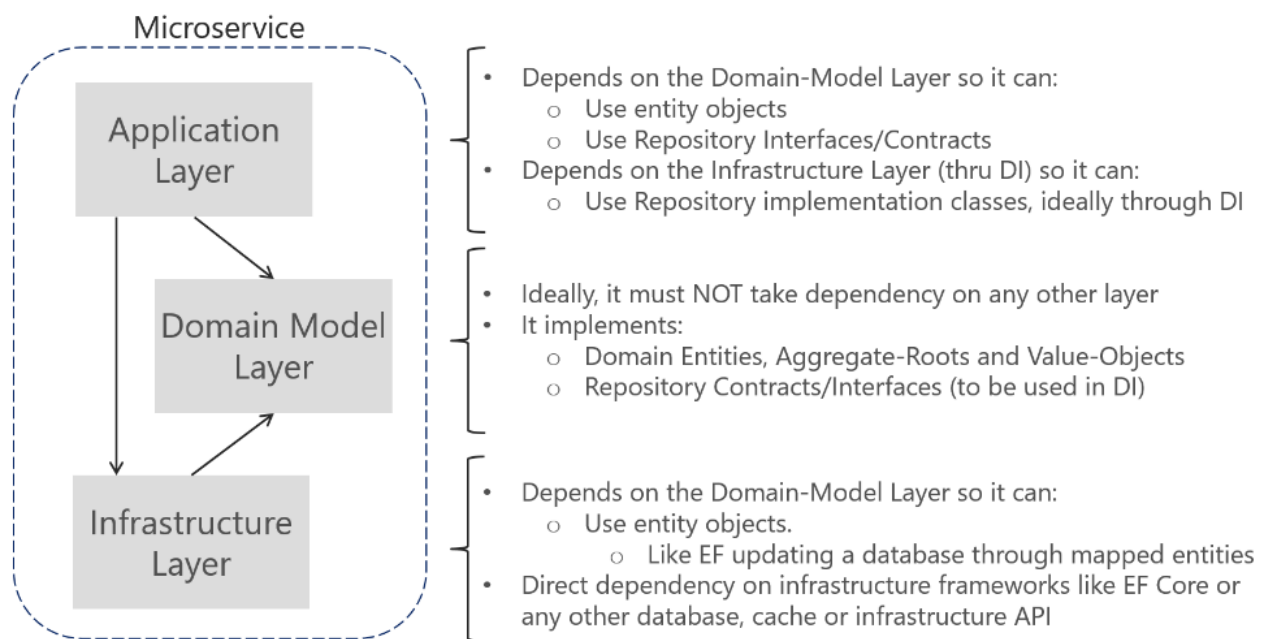 Microservice
Application
Layer
Domain Model
Layer
Infrastructure
Layer
• Depends on the Domain-Model Layer so it can:
o Use entity objects
o Use Repository Interfaces/Contracts
• Depends on the Infrastructure Layer (thru DI) so it can:
o Use Repository implementation classes, ideally through DI
• Ideally, it must NOT take dependency on any other layer
• It implements:
o Domain Entities, Aggregate-Roots and Value-Objects
o Repository Contracts/Interfaces (to be used in DI)
• Depends on the Domain-Model Layer so it can:
o Use entity objects.
o Like EF updating a database through mapped entities
• Direct dependency on infrastructure frameworks like EF Core or
any other database, cache or infrastructure API